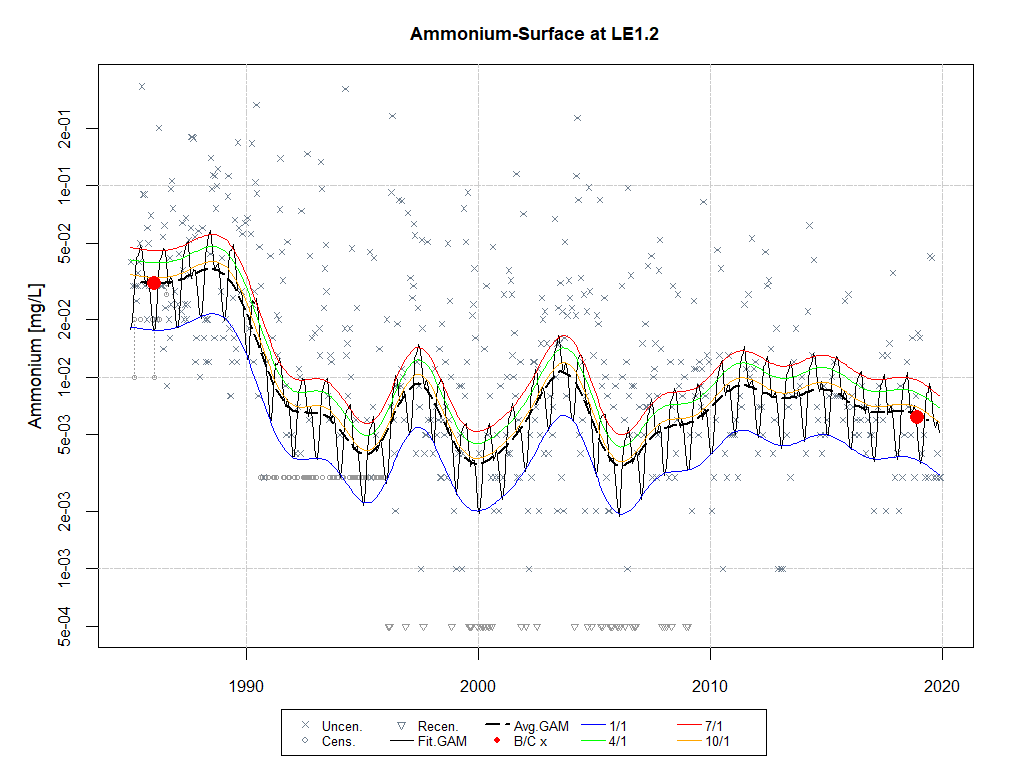 Ammonium-Surface at LE1.2
Ammonium [mg/L]
2e-01
1e-01
5e-02
2e-02
1e-02
5e-03
2e-03
1e-03
5e-04
1990 2000 2010 2020
Uncen. Recen. Avg.GAM 1/1 7/1
Cens. Fit.GAM B/C x 4/1 10/1